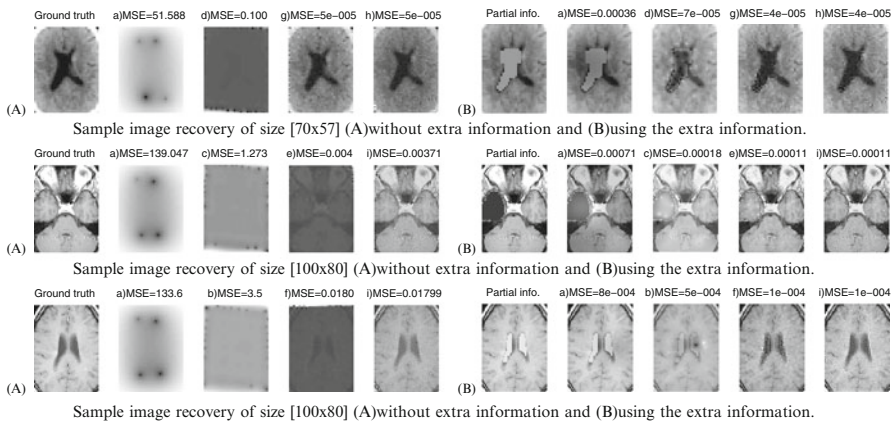 Ground truth a)MSE=51.588 d)MSE=0.100 g)MSE=5e-005 h)MSE=5e-005 Partial info. a)MSE=0.00036 d)MSE=7e-005 g)MSE=4e-005 h)MSE=4e-005
(A) (B)
Sample image recovery of size [70x57] (A)without extra information and (B)using the extra information.
Ground truth a)MSE=139.047 c)MSE=1.273 e)MSE=0.004 i)MSE=0.00371 Partial info. a)MSE=0.00071 c)MSE=0.00018 e)MSE=0.00011 i)MSE=0.00011
(A) (B)
Sample image recovery of size [100x80] (A)without extra information and (B)using the extra information.
Ground truth a)MSE=133.6 b)MSE=3.5 f)MSE=0.0180 i)MSE=0.01799 Partial info. a)MSE=8e-004 b)MSE=5e-004 f)MSE=1e-004 i)MSE=1e-004
(A) (B)
Sample image recovery of size [100x80] (A)without extra information and (B)using the extra information.